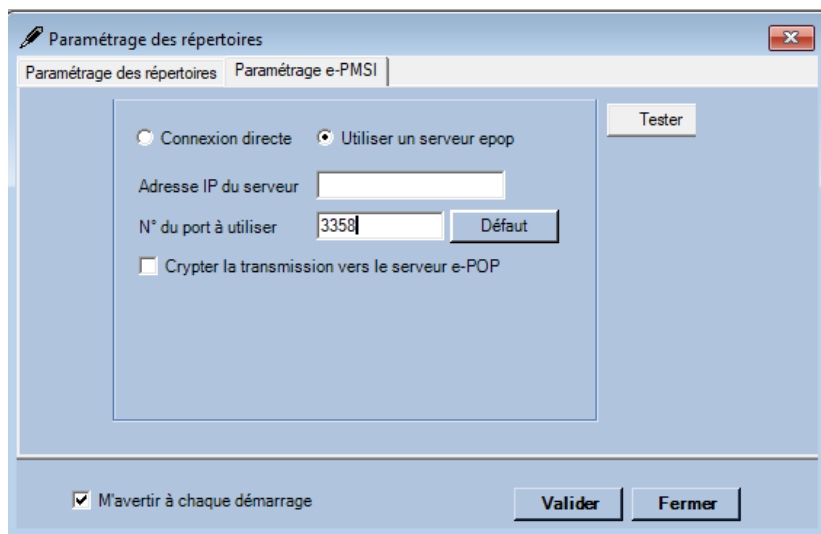 Paramétrage des répertoires
Paramétrage des répertoires Paramétrage e-PMSI
Connexion directe Utiliser un serveur epop Tester
Adresse IP du serveur
N° du port à utiliser 3358 Défaut
Crypter la transmission vers le serveur e-POP
M'avertir à chaque démarrage Valider Fermer